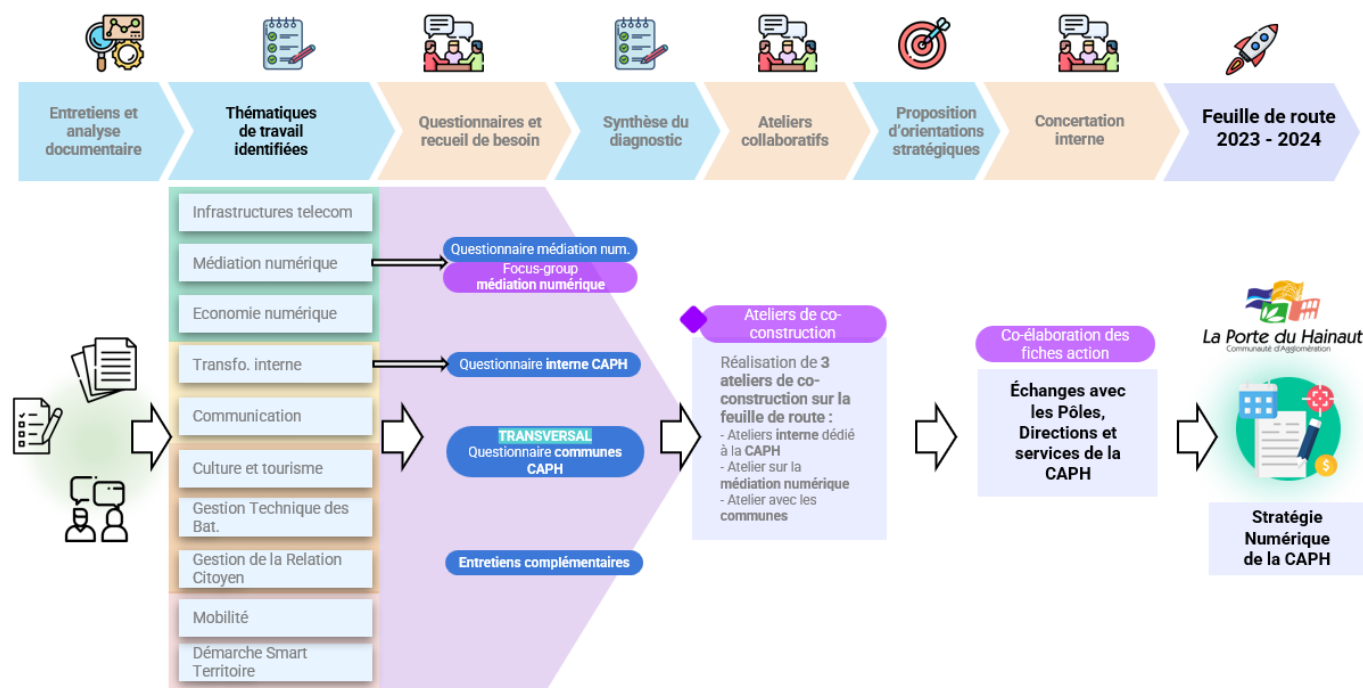 Entretiens et
analyse
documentaire
Thématiques
de travail
identifiées
Questionnaires et
recueil de besoin
Synthèse du
diagnostic
Ateliers
collaboratifs
Proposition
d'orientations
stratégiques
Concertation
interne
Feuille de route
2023 - 2024
Infrastructures telecom
Médiation numérique
Economie numérique
Transfo. interne
Communication
Culture et tourisme
Gestion Technique des
Bat.
Gestion de la Relation
Citoyen
Mobilité
Démarche Smart
Territoire
Questionnaire médiation num.
Focus-group
médiation numérique
Questionnaire interne CAPH
TRANSVERSAL
Questionnaire communes
CAPH
Entretiens complémentaires
Ateliers de co-
construction
Réalisation de 3
ateliers de co-
construction sur la
feuille de route :
- Ateliers interne dédié
à la CAPH
- Atelier sur la
médiation numérique
- Atelier avec les
communes
Co-élaboration des
fiches action
Échanges avec
les Pôles,
Directions et
services de la
CAPH
La Porte du Hainaut
Communauté d'Agglomération
Stratégie
Numérique
de la CAPH